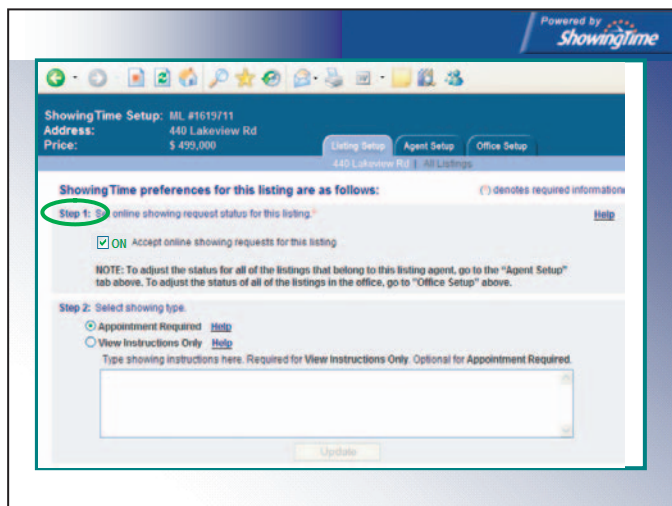 Powered by
ShowingTime
ShowingTime Setup: ML #1619711
Address: 440 Lakeview Rd
Price: $ 499,000
Listing Setup Agent Setup Office Setup
440 Lakeview Rd | All Listings
ShowingTime preferences for this listing are as follows: (*) denotes required information
Step 1: Set online showing request status for this listing.*
Help
ON Accept online showing requests for this listing
NOTE: To adjust the status for all of the listings that belong to this listing agent, go to the "Agent Setup"
tab above. To adjust the status of all of the listings in the office, go to "Office Setup" above.
Step 2: Select showing type.
Appointment Required Help
View Instructions Only Help
Type showing instructions here. Required for View Instructions Only. Optional for Appointment Required.
Update